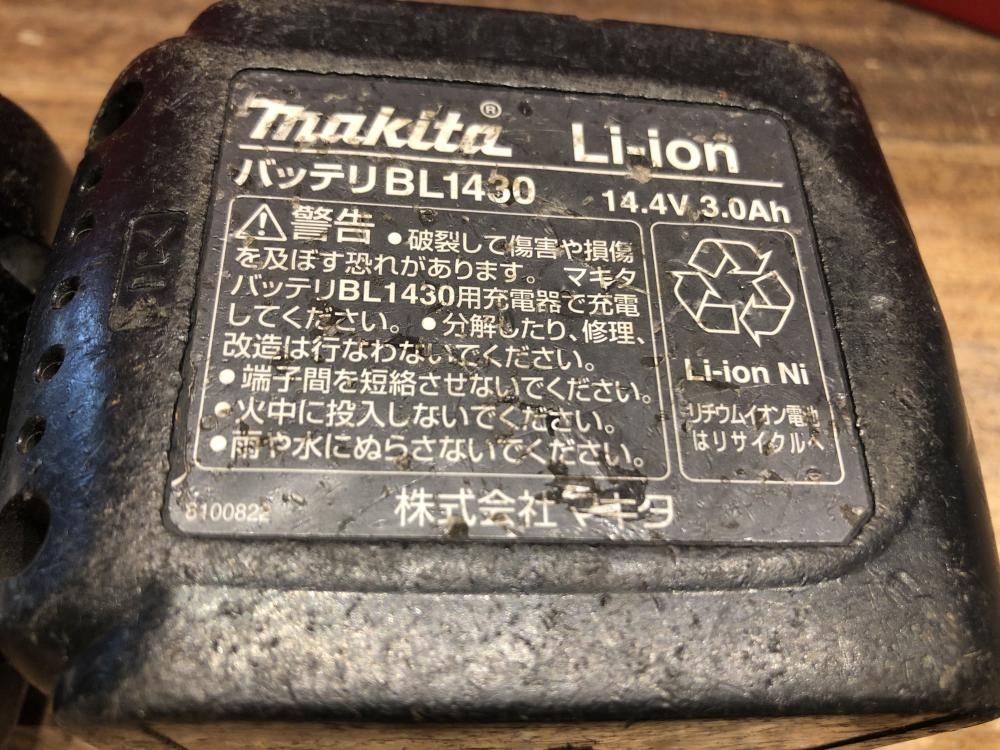 makita® Li-ion
バッテリBL1430 14.4V 3.0Ah
警告 ●破裂して傷害や損傷
を及ぼす恐れがあります。 マキタ
バッテリBL1430用充電器で充電
してください。 ●分解したり、修理、
改造は行なわないでください。
●端子間を短絡させないでください。
●火中に投入しないでください。
●雨や水にぬらさないでください。
Li-ion Ni
リチウムイオン電池
はリサイクルへ
8100822
株式会社マキタ